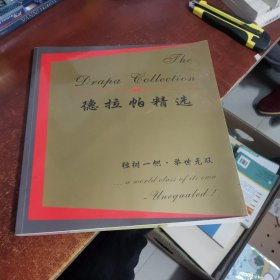 The
Drapa Collection
德拉帕精选
独树一帜·举世无双
....a world class of its own
Unequaled !